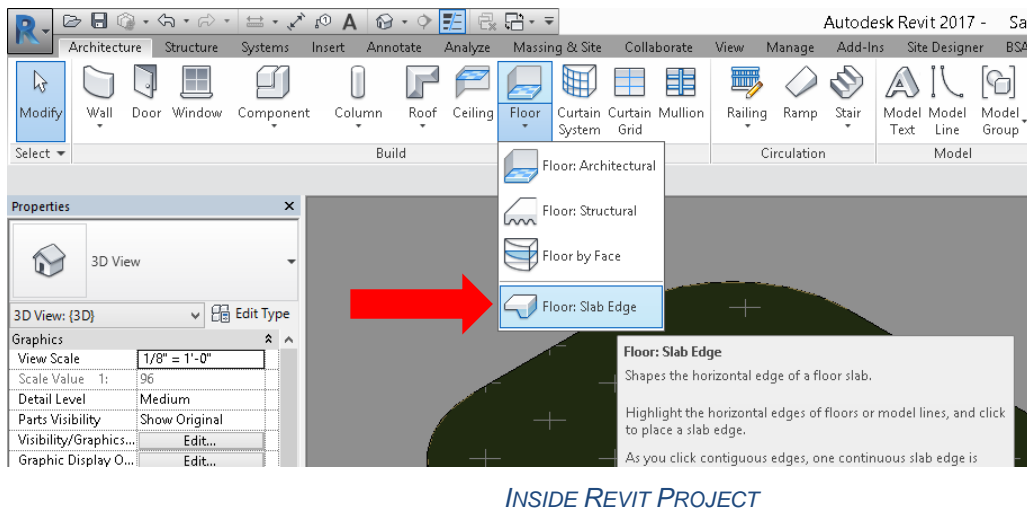 Autodesk Revit 2017 - Sa
R A
Architecture Structure Systems Insert Annotate Analyze Massing & Site Collaborate View Manage Add-Ins Site Designer BSA
Modify Wall Door Window Component Column Roof Ceiling Floor Curtain System Curtain Grid Mullion Railing Ramp Stair Model Text Model Line Model Group
Select Build Circulation Model
Floor: Architectural
Floor: Structural
Floor by Face
Floor: Slab Edge
Properties
3D View
3D View: {3D} Edit Type
Graphics
View Scale 1/8" = 1'-0"
Scale Value 1: 96
Detail Level Medium
Parts Visibility Show Original
Visibility/Graphics... Edit...
Graphic Display O... Edit...
Floor: Slab Edge
Shapes the horizontal edge of a floor slab.
Highlight the horizontal edges of floors or model lines, and click
to place a slab edge.
As you click contiguous edges, one continuous slab edge is
INSIDE REVIT PROJECT